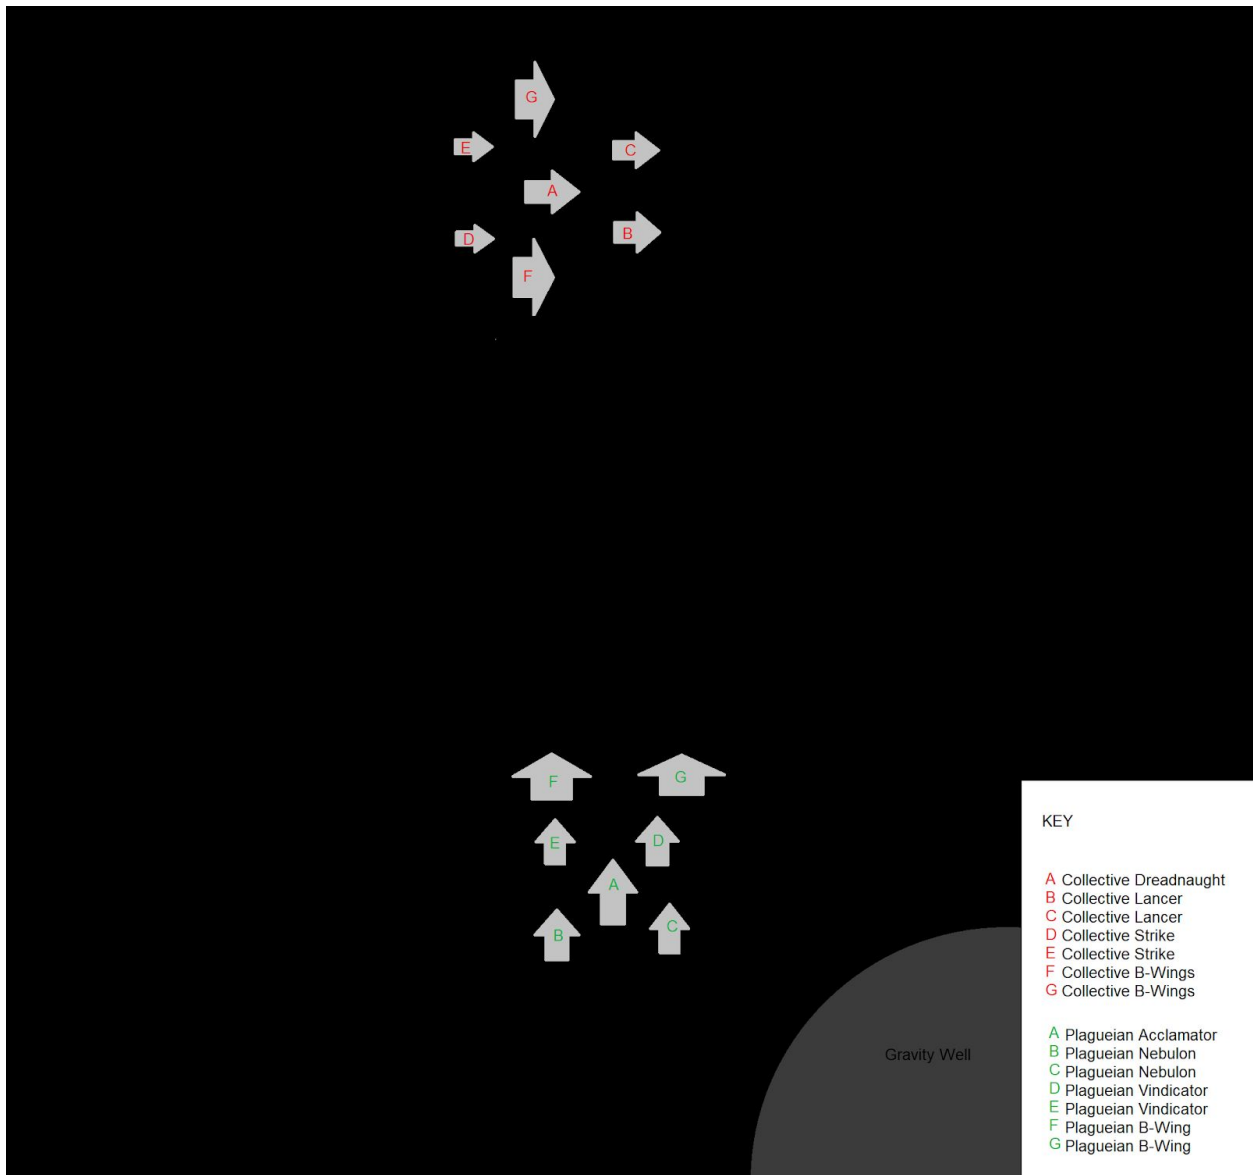 G
E
C
A
B
D
F
F
G
E
D
A
C
B
Gravity Well
KEY
A Collective Dreadnaught
B Collective Lancer
C Collective Lancer
D Collective Strike
E Collective Strike
F Collective B-Wings
G Collective B-Wings
A Plagueian Acclamator
B Plagueian Nebulon
C Plagueian Nebulon
D Plagueian Vindicator
E Plagueian Vindicator
F Plagueian B-Wing
G Plagueian B-Wing